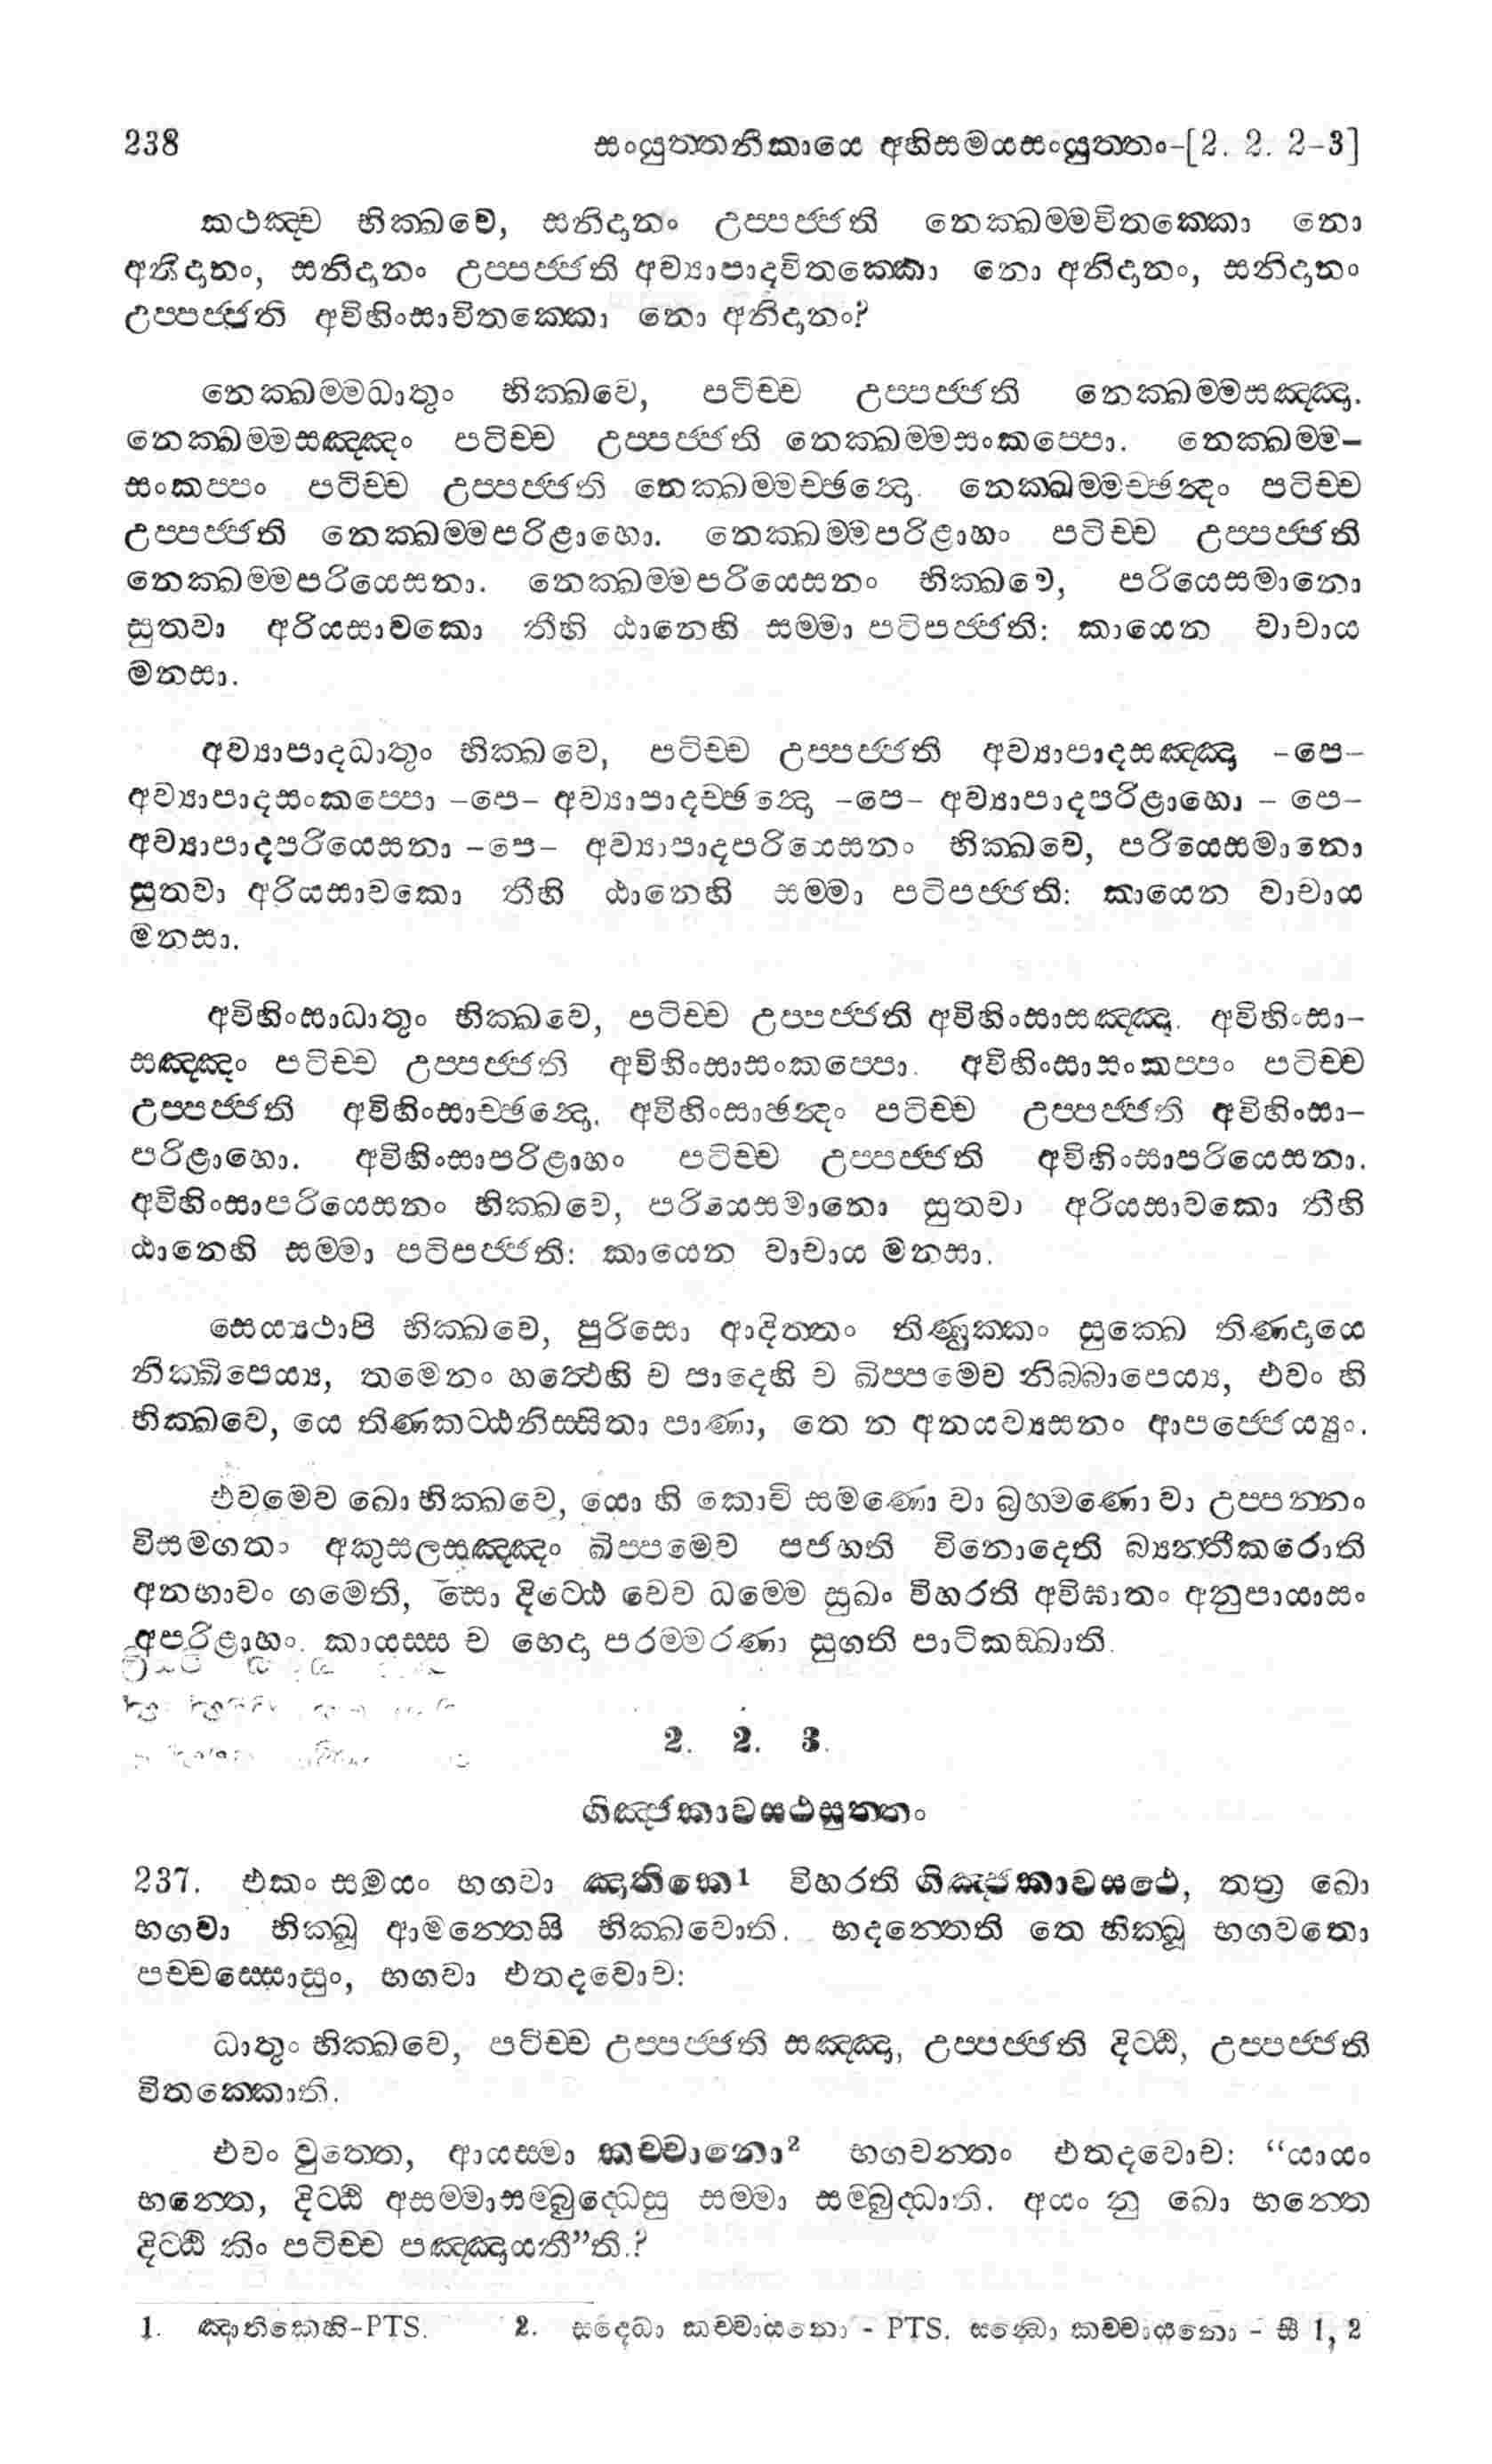 238 සංයුත්තනිකායෙ අභිසමයසංයුත්තං-[2. 2. 2-3]
කථඤ්ච භික්ඛවෙ, සනිදානං උප්පජ්ජති නෙක්ඛම්මවිතක්කො නො
අනිදානං, සනිදානං උප්පජ්ජති අව්‍යාපාදවිතක්කො නො අනිදානං, සනිදානං
උප්පජ්ජති අවිහිංසාවිතක්කො නො අනිදානං?
නෙක්ඛම්මධාතුං භික්ඛවෙ, පටිච්ච උප්පජ්ජති නෙක්ඛම්මසඤ්ඤා.
නෙක්ඛම්මසඤ්ඤං පටිච්ච උප්පජ්ජති නෙක්ඛම්මසංකප්පො. නෙක්ඛම්ම-
සංකප්පං පටිච්ච උප්පජ්ජති නෙක්ඛම්මච්ඡන්දො. නෙක්ඛම්මච්ඡන්දං පටිච්ච
උප්පජ්ජති නෙක්ඛම්මපරිළාහො. නෙක්ඛම්මපරිළාහං පටිච්ච උප්පජ්ජති
නෙක්ඛම්මපරියෙසනා. නෙක්ඛම්මපරියෙසනං භික්ඛවෙ, පරියෙසමානො
සුතවා අරියසාවකො තීහි ඨානෙහි සම්මා පටිපජ්ජති: කායෙන වාචාය
මනසා.
අව්‍යාපාදධාතුං භික්ඛවෙ, පටිච්ච උප්පජ්ජති අව්‍යාපාදසඤ්ඤා -පෙ-
අව්‍යාපාදසංකප්පො -පෙ- අව්‍යාපාදච්ඡන්දො -පෙ- අව්‍යාපාදපරිළාහො - පෙ-
අව්‍යාපාදපරියෙසනා -පෙ- අව්‍යාපාදපරියෙසනං භික්ඛවෙ, පරියෙසමානො
සුතවා අරියසාවකො තීහි ඨානෙහි සම්මා පටිපජ්ජති: කායෙන වාචාය
මනසා.
අවිහිංසාධාතුං භික්ඛවෙ, පටිච්ච උප්පජ්ජති අවිහිංසාසඤ්ඤා. අවිහිංසා-
සඤ්ඤං පටිච්ච උප්පජ්ජති අවිහිංසාසංකප්පො. අවිහිංසාසංකප්පං පටිච්ච
උප්පජ්ජති අවිහිංසාච්ඡන්දො. අවිහිංසාඡන්දං පටිච්ච උප්පජ්ජති අවිහිංසා-
පරිළාහො. අවිහිංසාපරිළාහං පටිච්ච උප්පජ්ජති අවිහිංසාපරියෙසනා.
අවිහිංසාපරියෙසනං භික්ඛවෙ, පරියෙසමානො සුතවා අරියසාවකො තීහි
ඨානෙහි සම්මා පටිපජ්ජති: කායෙන වාචාය මනසා.
සෙය්‍යථාපි භික්ඛවෙ, පුරිසො ආදිත්තං තිණුක්කං සුක්ඛෙ තිණදායෙ
නික්ඛිපෙය්‍ය, තමෙනං හත්ථෙහි ච පාදෙහි ච ඛිප්පමෙව නිබ්බාපෙය්‍ය, එවං හි
භික්ඛවෙ, යෙ තිණකට්ඨනිස්සිතා පාණා, තෙ න අනයව්‍යසනං ආපජ්ජෙය්‍යුං.
එවමෙව ඛො භික්ඛවෙ, යො හි කොචි සමණො වා බ්‍රාහ්මණො වා උප්පන්නං
විසමගතං අකුසලසඤ්ඤං ඛිප්පමෙව පජහති විනොදෙති බ්‍යන්තීකරොති
අනභාවං ගමෙති, සො දිට්ඨෙ චෙව ධම්මෙ සුඛං විහරති අවිඝාතං අනුපායාසං
අපරිළාහං. කායස්ස ච භෙදා පරම්මරණා සුගති පාටිකඞ්ඛාති.
2. 2. 3.
ගිඤ්ජකාවසථසුත්තං
237. එකං සමයං භගවා ඤාතිකෙ¹ විහරති ගිඤ්ජකාවසථෙ, තත්‍ර ඛො
භගවා භික්ඛූ ආමන්තෙසි භික්ඛවොති. භදන්තෙති තෙ භික්ඛූ භගවතො
පච්චස්සොසුං, භගවා එතදවොච:
ධාතුං භික්ඛවෙ, පටිච්ච උප්පජ්ජති සඤ්ඤා, උප්පජ්ජති දිට්ඨි, උප්පජ්ජති
විතක්කොති.
එවං වුත්තෙ, ආයස්මා කච්චානො² භගවන්තං එතදවොච: “යායං
භන්තෙ, දිට්ඨි අසම්මාසම්බුද්ධෙසු සම්මා සම්බුද්ධාති. අයං නු ඛො භන්තෙ
දිට්ඨි කිං පටිච්ච පඤ්ඤායතී”ති.?
1. ඤාතිකෙහි-PTS. 2. සද්ධො කච්චායනො - PTS. සන්ධො කච්චායනො - සී 1, 2